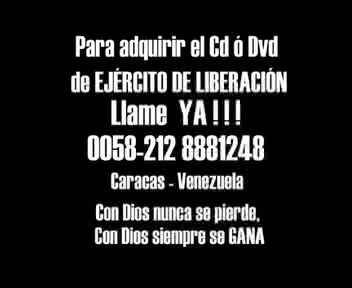 Para adquirir el Cd ó Dvd
de EJÉRCITO DE LIBERACIÓN
Llame YA!!!
0058-212 8881248
Caracas - Venezuela
Con Dios nunca se pierde,
Con Dios siempre se GANA